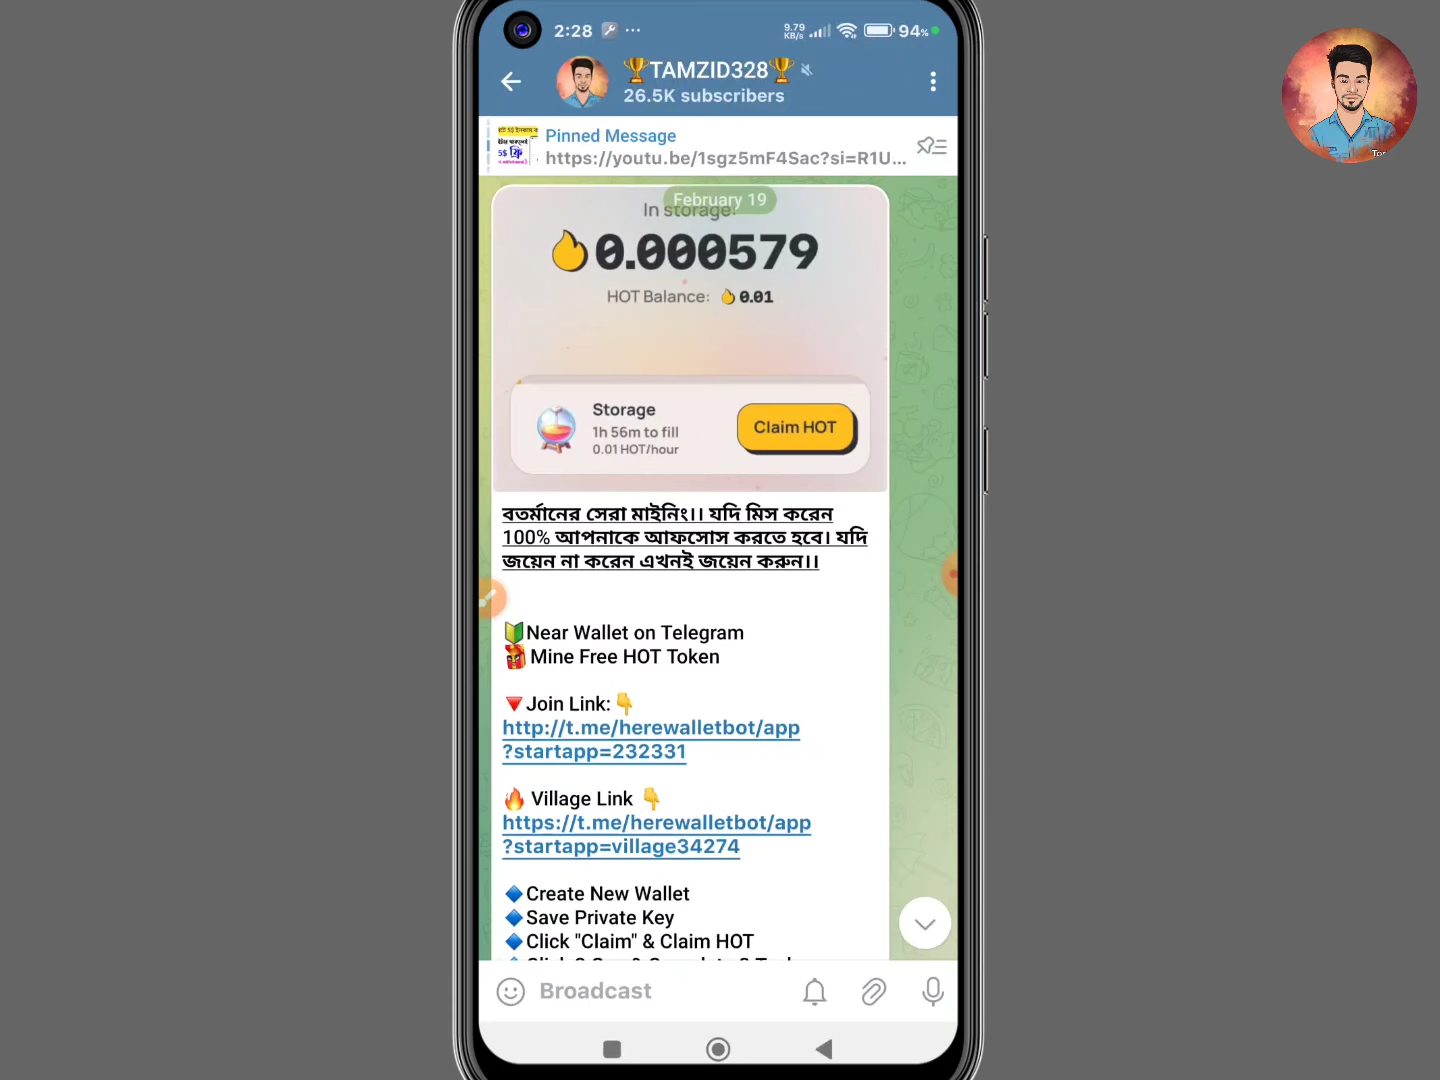 2:28
9.79
KB/s
94%
🏆TAMZID328🏆
26.5K subscribers
Pinned Message
https://youtu.be/1sgz5mF4Sac?si=R1U...
5$ ফ্রি
February 19
In storage:
0.000579
HOT Balance: 0.01
Storage
1h 56m to fill
0.01 HOT/hour
Claim HOT
বতর্মানের সেরা মাইনিং।। যদি মিস করেন
100% আপনাকে আফসোস করতে হবে। যদি
জয়েন না করেন এখনই জয়েন করুন।।
🔰Near Wallet on Telegram
🎁 Mine Free HOT Token
🔻Join Link:👇
http://t.me/herewalletbot/app
?startapp=232331
🔥 Village Link 👇
https://t.me/herewalletbot/app
?startapp=village34274
🔹Create New Wallet
🔹Save Private Key
🔹Click "Claim" & Claim HOT
Broadcast